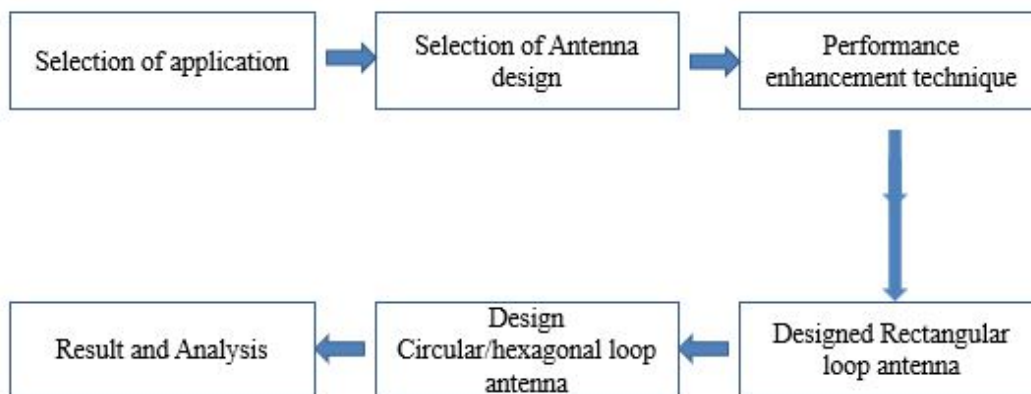 Selection of application
Selection of Antenna
design
Performance
enhancement technique
Result and Analysis
Design
Circular/hexagonal loop
antenna
Designed Rectangular
loop antenna